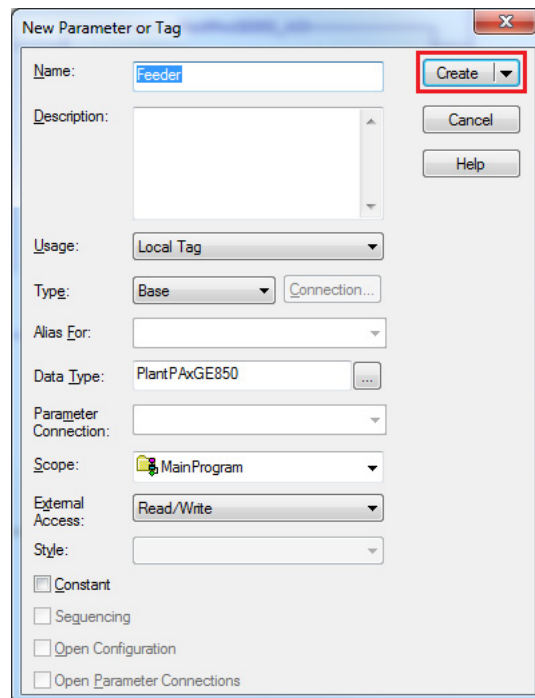 New Parameter or Tag
Name:
Feeder
Create
Description:
Cancel
Help
Usage:
Local Tag
Type:
Base
Connection...
Alias For:
Data Type:
PlantPAxGE850
...
Parameter
Connection:
Scope:
MainProgram
External
Access:
Read/Write
Style:
Constant
Sequencing
Open Configuration
Open Parameter Connections